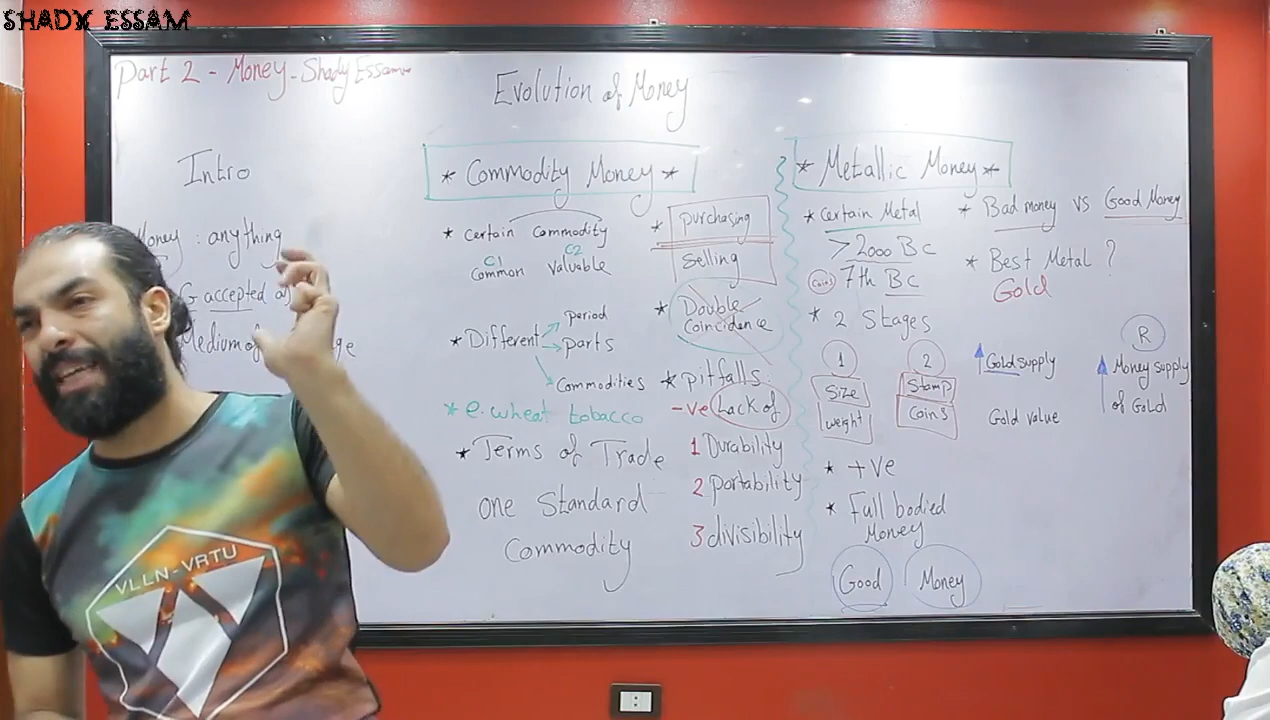 SHADY ESSAM
Part 2 - Money - Shady Essam
Evolution of Money
Intro
Money : anything
G accepted as
Medium of
ge
* Commodity Money *
* Certain Commodity
C1 C2
Common Valuable
* Different
period
parts
Commodities
* e. wheat tobacco
* Terms of Trade
one Standard
Commodity
* purchasing
Selling
* Double
Coincidence
* pitfalls
-ve Lack of
1 Durability
2 portability
3 divisibility
* Metallic Money *
* Certain Metal
> 2000 BC
Coins 7th BC
* 2 Stages
1 2
Size
weight
Stamp
Coins
* +ve
* Full bodied
Money
Good Money
* Bad money vs Good Money
* Best Metal ?
Gold
Gold supply
Gold value
R
Money supply
of Gold
VLLN-VRTU